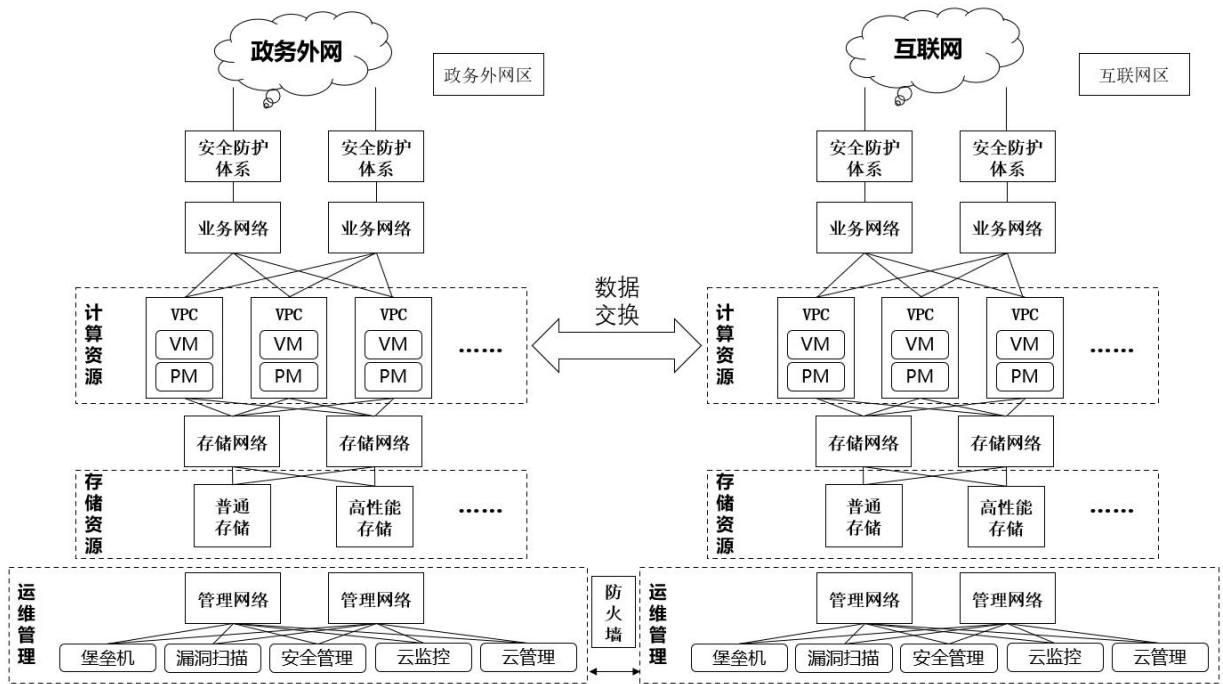 政务外网
政务外网区
安全防护
体系
安全防护
体系
业务网络
业务网络
计算资源
VPC
VM
PM
VPC
VM
PM
VPC
VM
PM
……
存储网络
存储网络
存储资源
普通
存储
高性能
存储
……
运维管理
管理网络
管理网络
堡垒机
漏洞扫描
安全管理
云监控
云管理
数据
交换
防火墙
互联网
互联网区
安全防护
体系
安全防护
体系
业务网络
业务网络
计算资源
VPC
VM
PM
VPC
VM
PM
VPC
VM
PM
……
存储网络
存储网络
存储资源
普通
存储
高性能
存储
……
运维管理
管理网络
管理网络
堡垒机
漏洞扫描
安全管理
云监控
云管理